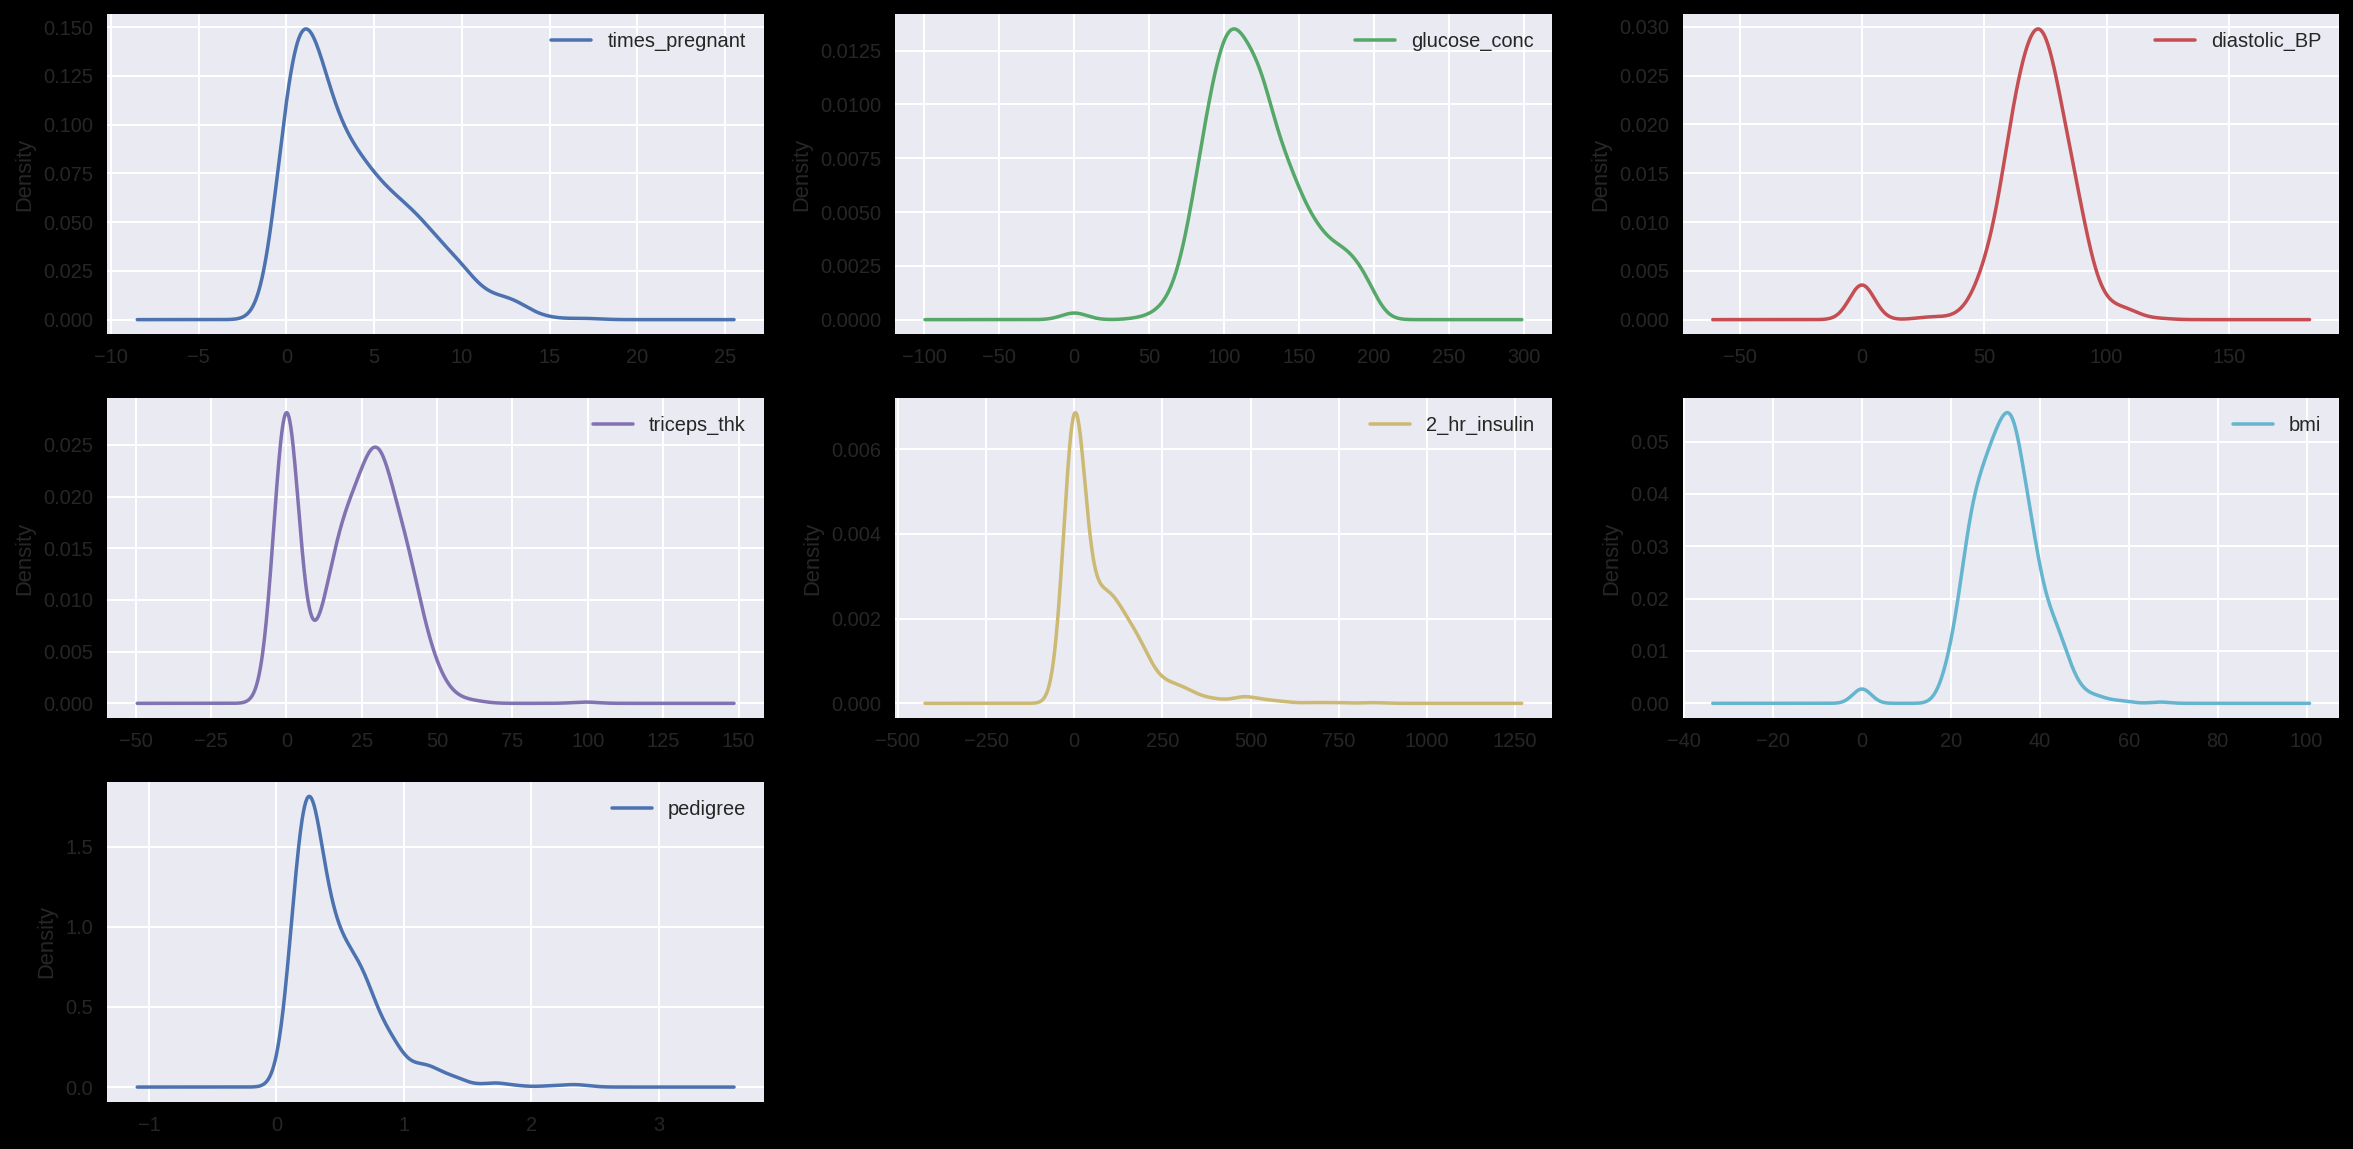 times_pregnant
Density
0.150
0.125
0.100
0.075
0.050
0.025
0.000
−10 −5 0 5 10 15 20 25
glucose_conc
Density
0.0125
0.0100
0.0075
0.0050
0.0025
0.0000
−100 −50 0 50 100 150 200 250 300
diastolic_BP
Density
0.030
0.025
0.020
0.015
0.010
0.005
0.000
−50 0 50 100 150
triceps_thk
Density
0.025
0.020
0.015
0.010
0.005
0.000
−50 −25 0 25 50 75 100 125 150
2_hr_insulin
Density
0.006
0.004
0.002
0.000
−500 −250 0 250 500 750 1000 1250
bmi
Density
0.05
0.04
0.03
0.02
0.01
0.00
−40 −20 0 20 40 60 80 100
pedigree
Density
1.5
1.0
0.5
0.0
−1 0 1 2 3